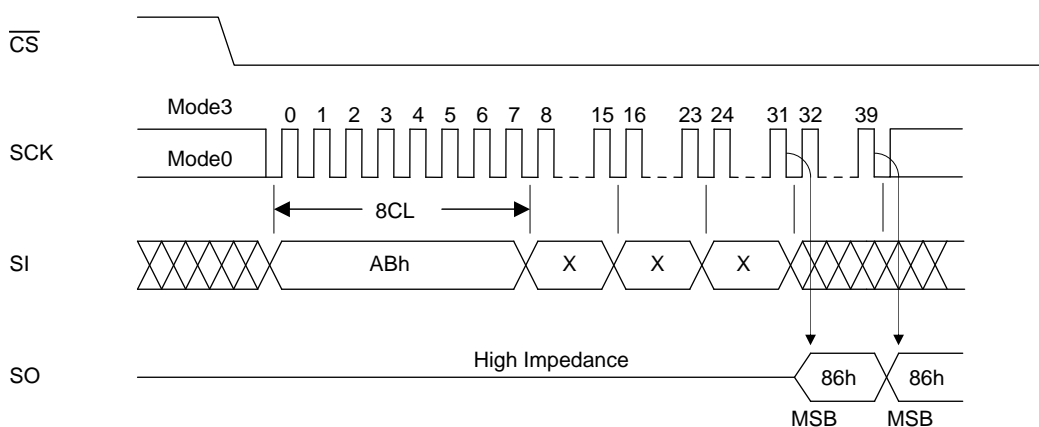 CS
Mode3
0 1 2 3 4 5 6 7 8 15 16 23 24 31 32 39
SCK
Mode0
8CL
SI
ABh X X X
High Impedance
SO
86h 86h
MSB MSB